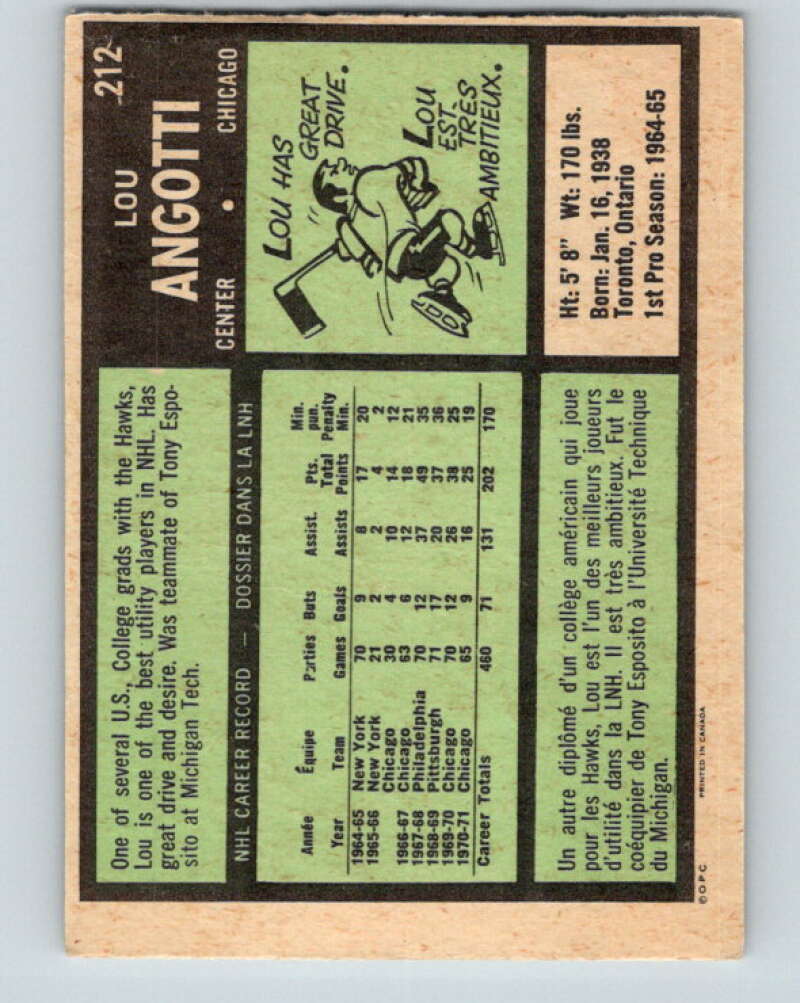 212
LOU
ANGOTTI
CENTER • CHICAGO
One of several U.S., College grads with the Hawks,
Lou is one of the best utility players in NHL. Has
great drive and desire. Was teammate of Tony Espo-
sito at Michigan Tech.
LOU HAS
GREAT
DRIVE.
LOU
EST
TRÈS
AMBITIEUX.
NHL CAREER RECORD — DOSSIER DANS LA LNH
Année Équipe Parties Buts Assist. Pts. Total Min. pun.
Year Team Games Goals Assists Points Penalty Min.
1964-65 New York 70 9 8 17 20
1965-66 New York 21 2 2 4 2
Chicago 30 4 10 14 12
1966-67 Chicago 63 6 12 18 21
1967-68 Philadelphia 70 12 37 49 35
1968-69 Pittsburgh 71 17 20 37 36
1969-70 Chicago 70 12 26 38 25
1970-71 Chicago 65 9 16 25 19
Career Totals 460 71 131 202 170
Ht: 5' 8" Wt: 170 lbs.
Born: Jan. 16, 1938
Toronto, Ontario
1st Pro Season: 1964-65
Un autre diplômé d'un collège américain qui joue
pour les Hawks, Lou est l'un des meilleurs joueurs
d'utilité dans la LNH. Il est très ambitieux. Fut le
coéquipier de Tony Esposito à l'Université Technique
du Michigan.
©OPC PRINTED IN CANADA